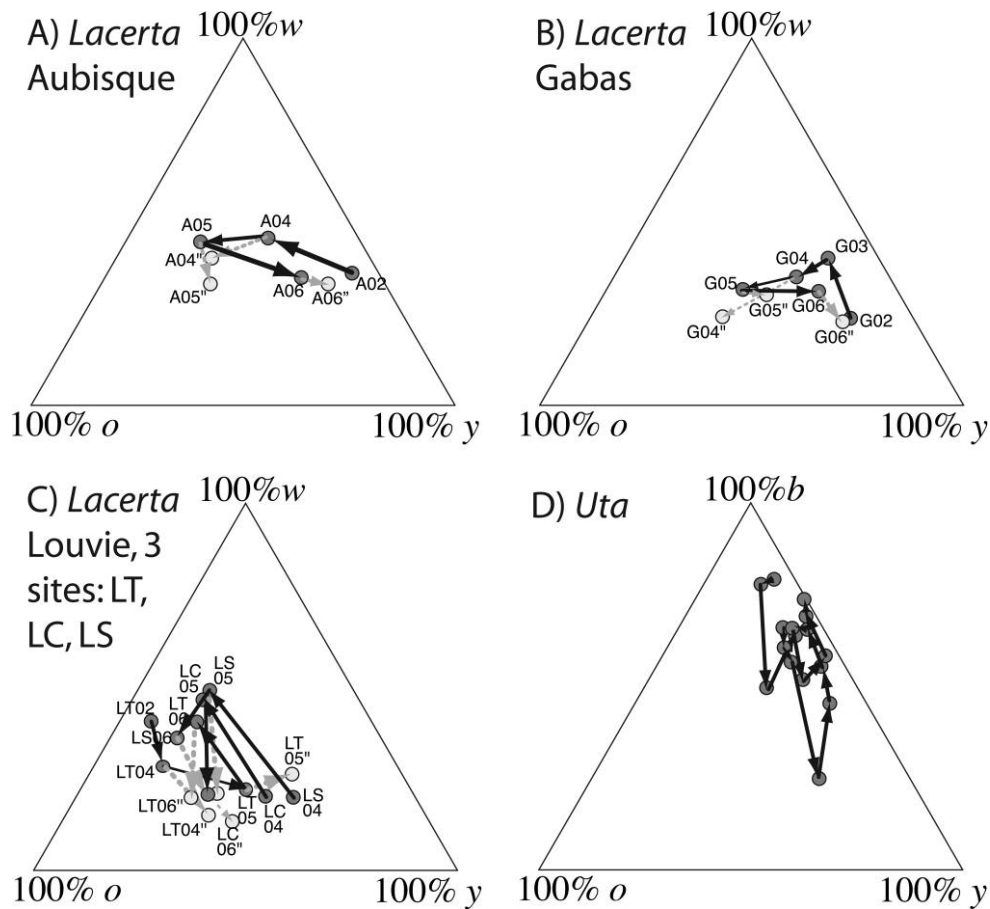 A) Lacerta
Aubisque
100%w
A05
A04
A04"
A05"
A06
A06"
A02
100% o
100% y
B) Lacerta
Gabas
100%w
G03
G04
G05
G05"
G06
G04"
G06"
G02
100% o
100% y
C) Lacerta
Louvie, 3
sites: LT,
LC, LS
100%w
LC
05
LS
05
LT02
LT
06
LS06
LT04
LT
05"
LT06"
LT
05
LC
04
LS
04
LT04"
LC
06"
100% o
100% y
D) Uta
100%b
100% o
100% y